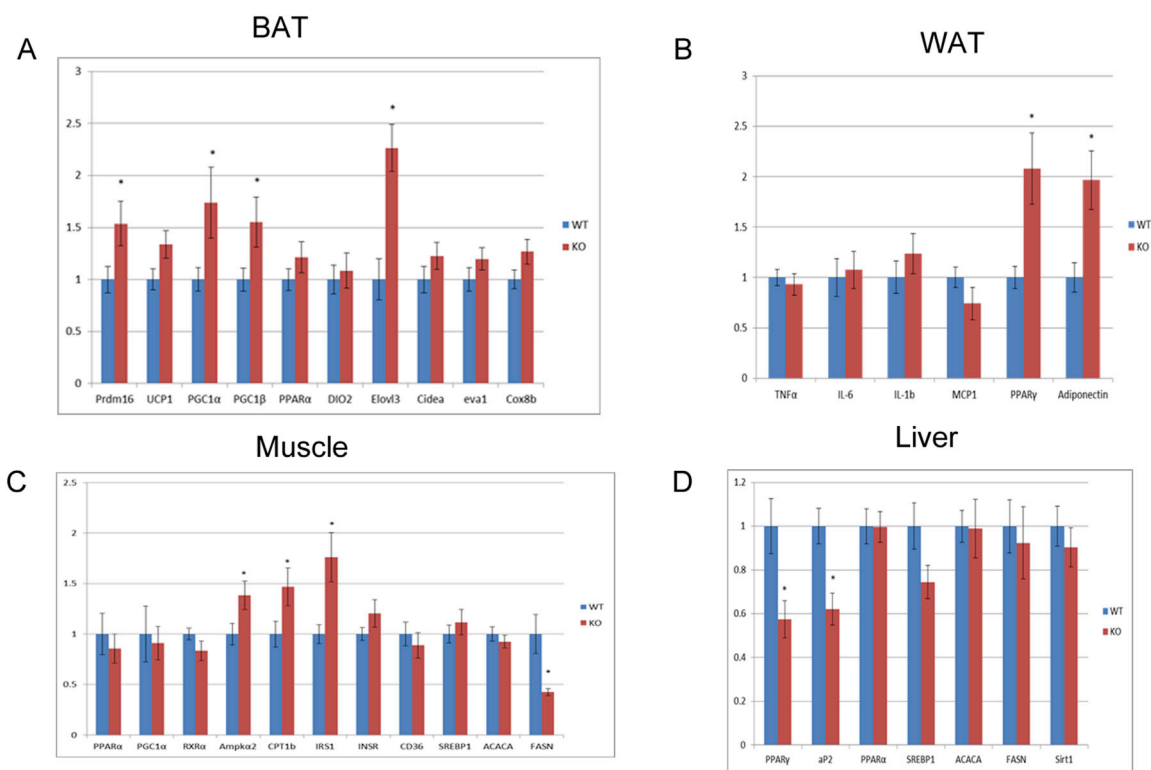 BAT
A
3
2.5
2
1.5
1
0.5
0
*
*
*
*
WT
KO
Prdm16 UCP1 PGC1α PGC1β PPARα DIO2 Elovl3 Cidea eva1 Cox8b
WAT
B
3
2.5
2
1.5
1
0.5
0
*
*
WT
KO
TNFα IL-6 IL-1b MCP1 PPARγ Adiponectin
Muscle
C
2.5
2
1.5
1
0.5
0
*
*
*
*
WT
KO
PPARα PGC1α RXRα Ampkα2 CPT1b IRS1 INSR CD36 SREBP1 ACACA FASN
Liver
D
1.2
1
0.8
0.6
0.4
0.2
0
*
*
WT
KO
PPARγ aP2 PPARα SREBP1 ACACA FASN Sirt1